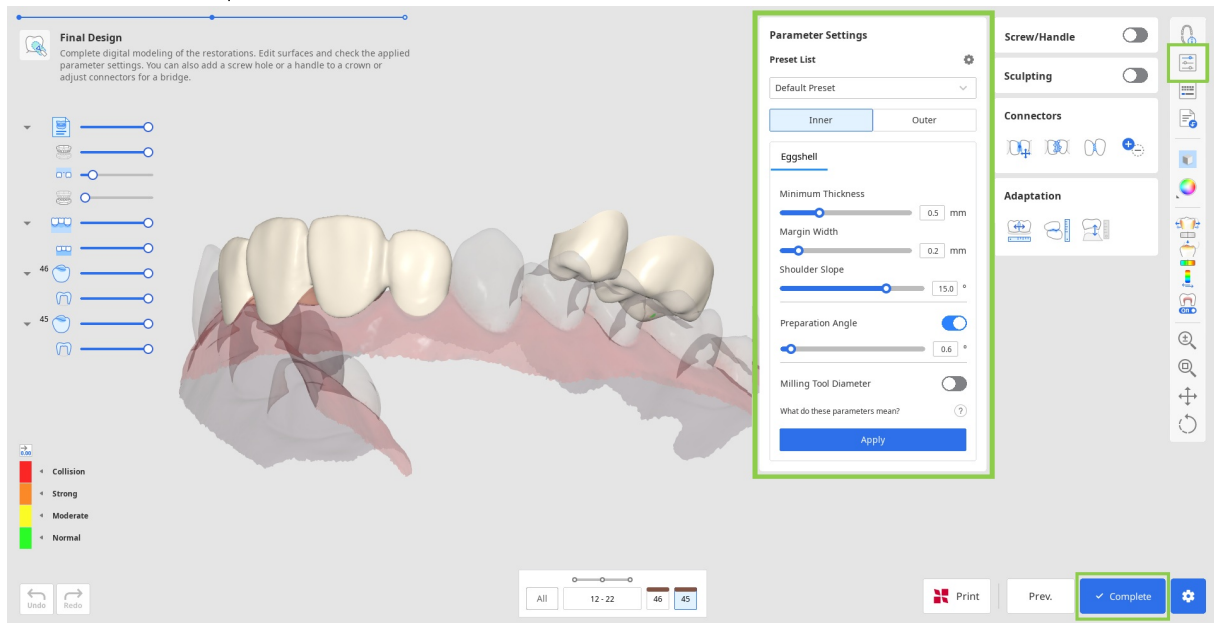 Final Design
Complete digital modeling of the restorations. Edit surfaces and check the applied
parameter settings. You can also add a screw hole or a handle to a crown or
adjust connectors for a bridge.
46
45
0.00
Collision
Strong
Moderate
Normal
Undo
Redo
All
12 - 22
46
45
Parameter Settings
Preset List
Default Preset
Inner
Outer
Eggshell
Minimum Thickness
0.5 mm
Margin Width
0.2 mm
Shoulder Slope
15.0 °
Preparation Angle
0.6 °
Milling Tool Diameter
What do these parameters mean? ?
Apply
Screw/Handle
Sculpting
Connectors
Adaptation
On
Print
Prev.
Complete